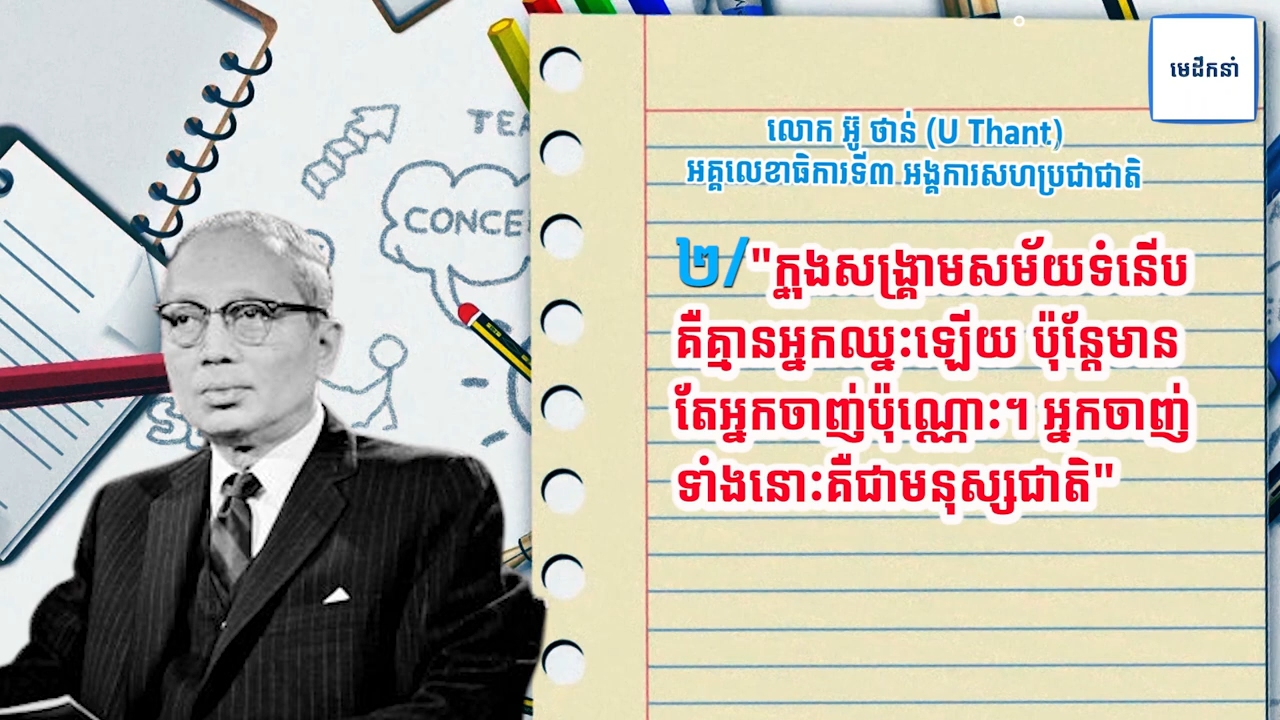 មេដឹកនាំ
TEA
CONCE
លោក អ៊ូ ថាន់ (U Thant)
អគ្គលេខាធិការទី៣ អង្គការសហប្រជាជាតិ
២/"ក្នុងសង្គ្រាមសម័យទំនើប
គឺគ្មានអ្នកឈ្នះឡើយ ប៉ុន្តែមាន
តែអ្នកចាញ់ប៉ុណ្ណោះ។ អ្នកចាញ់
ទាំងនោះគឺជាមនុស្សជាតិ"